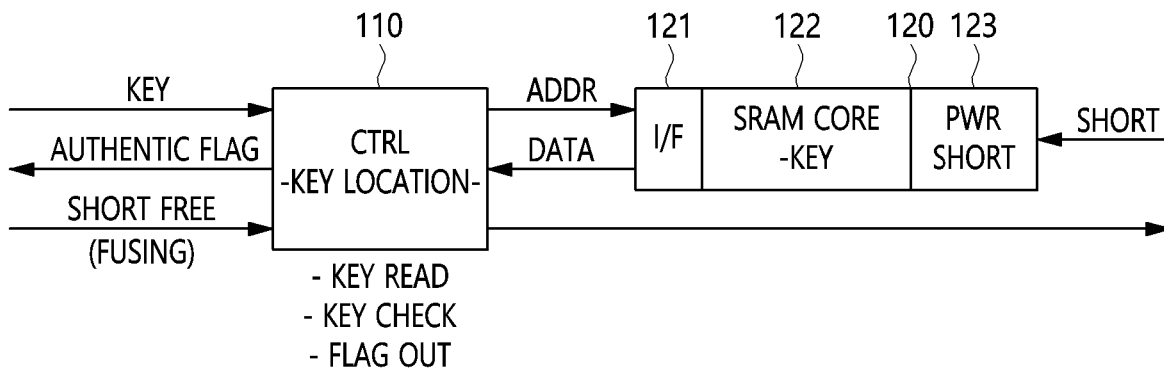 110
121
122
120
123
KEY
ADDR
AUTHENTIC FLAG
CTRL
-KEY LOCATION-
DATA
I/F
SRAM CORE
-KEY
PWR
SHORT
SHORT
SHORT FREE
(FUSING)
- KEY READ
- KEY CHECK
- FLAG OUT